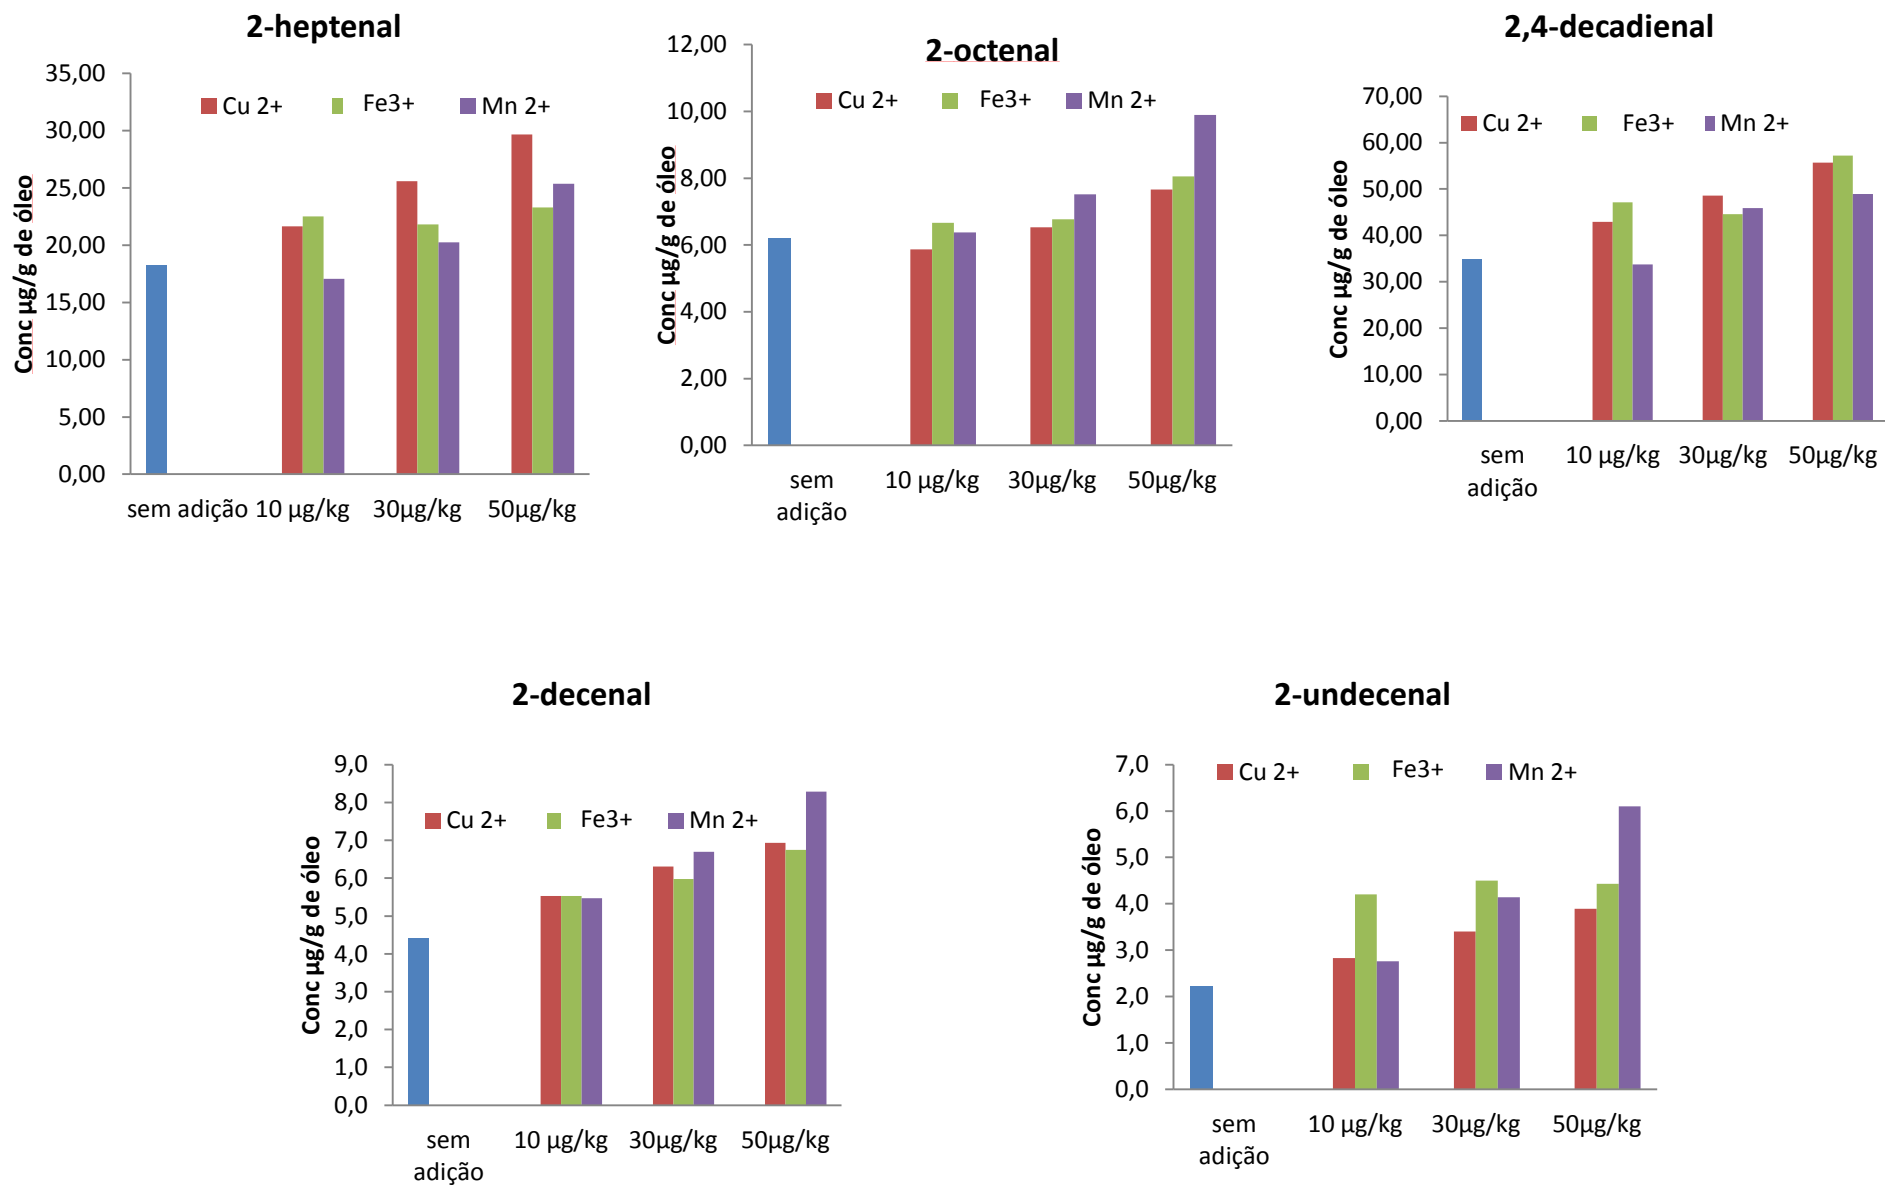 2-heptenal
35,00
30,00
25,00
20,00
15,00
10,00
5,00
0,00
Conc µg/g de óleo
Cu 2+ Fe3+ Mn 2+
sem adição 10 µg/kg 30µg/kg 50µg/kg
2-octenal
12,00
10,00
8,00
6,00
4,00
2,00
0,00
Conc µg/g de óleo
Cu 2+ Fe3+ Mn 2+
sem 10 µg/kg 30µg/kg 50µg/kg
adição
2,4-decadienal
70,00
60,00
50,00
40,00
30,00
20,00
10,00
0,00
Conc µg/g de óleo
Cu 2+ Fe3+ Mn 2+
sem 10 µg/kg 30µg/kg 50µg/kg
adição
2-decenal
9,0
8,0
7,0
6,0
5,0
4,0
3,0
2,0
1,0
0,0
Conc µg/g de óleo
Cu 2+ Fe3+ Mn 2+
sem 10 µg/kg 30µg/kg 50µg/kg
adição
2-undecenal
7,0
6,0
5,0
4,0
3,0
2,0
1,0
0,0
Conc µg/g de óleo
Cu 2+ Fe3+ Mn 2+
sem 10 µg/kg 30µg/kg 50µg/kg
adição